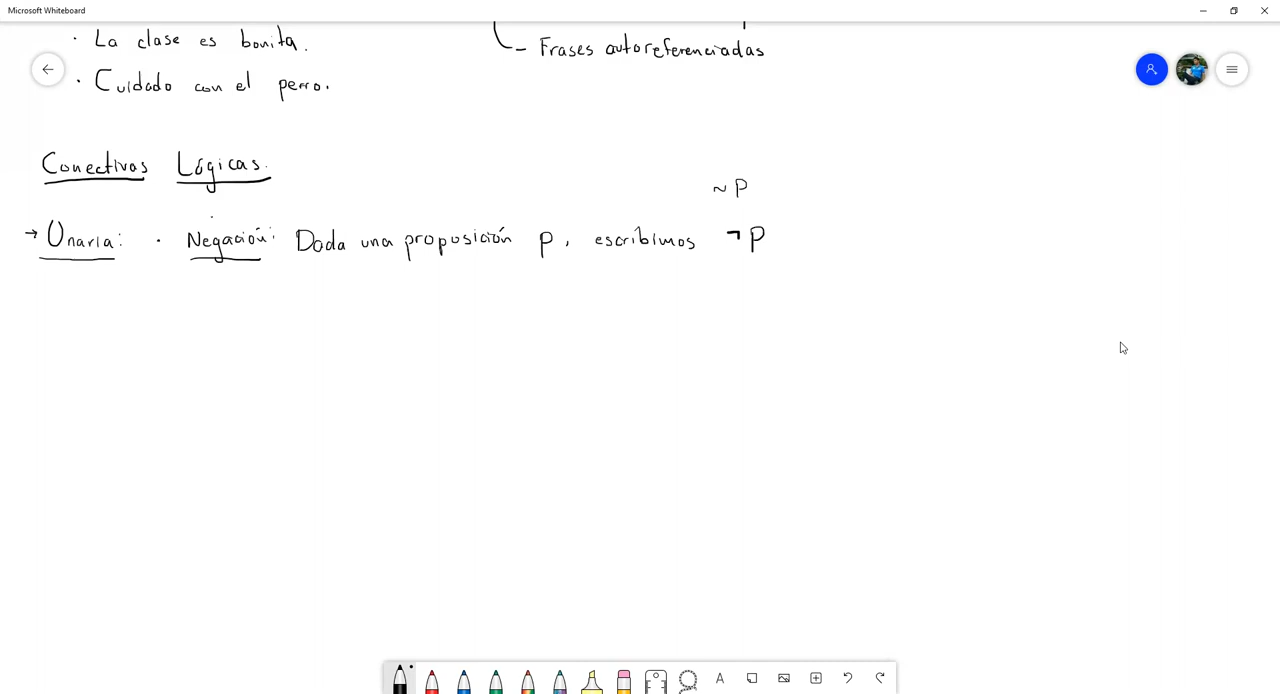 Microsoft Whiteboard
· La clase es bonita.
- Frases autoreferenciadas
· Cuidado con el perro.
Conectivas Lógicas.
~ P
→ Unaria: · Negación: Dada una proposición p, escribimos ¬ P
A